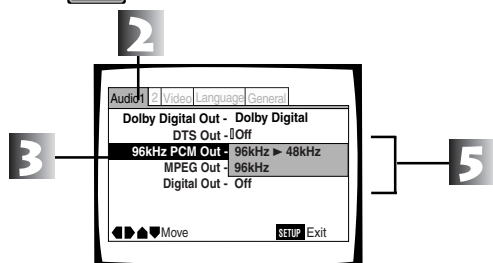 2
Audio1 2 Video Language General
Dolby Digital Out - Dolby Digital
DTS Out - Off
96kHz PCM Out - 96kHz ► 48kHz
MPEG Out - 96kHz
Digital Out - Off
3
5
Move SETUP Exit